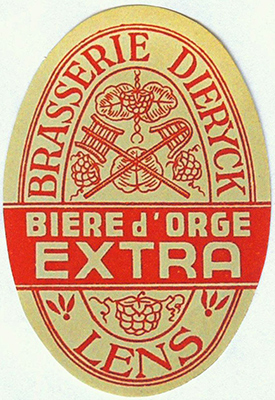 BRASSERIE DIERYCK
BIERE d'ORGE
EXTRA
LENS